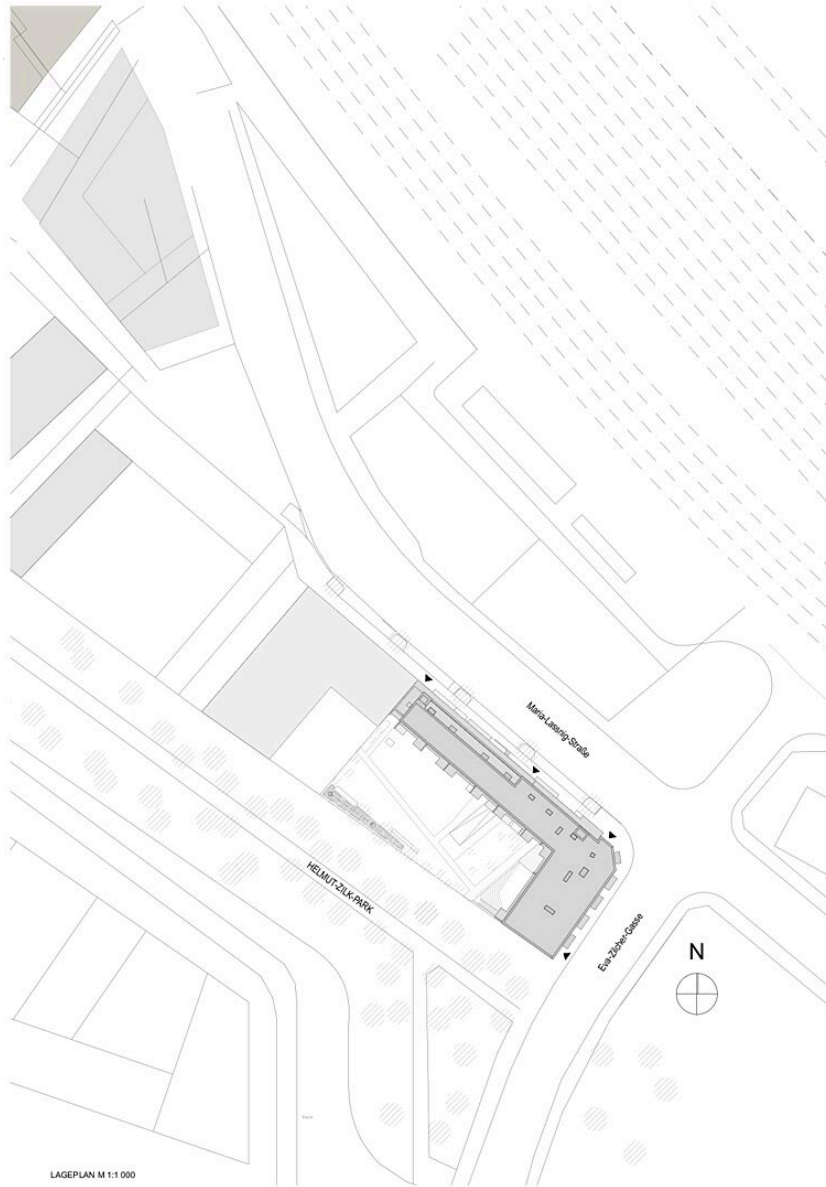 Maria-Lassnig-Straße
HELMUT-ZILK-PARK
Eva-Zilcher-Gasse
N
LAGEPLAN M 1:1 000